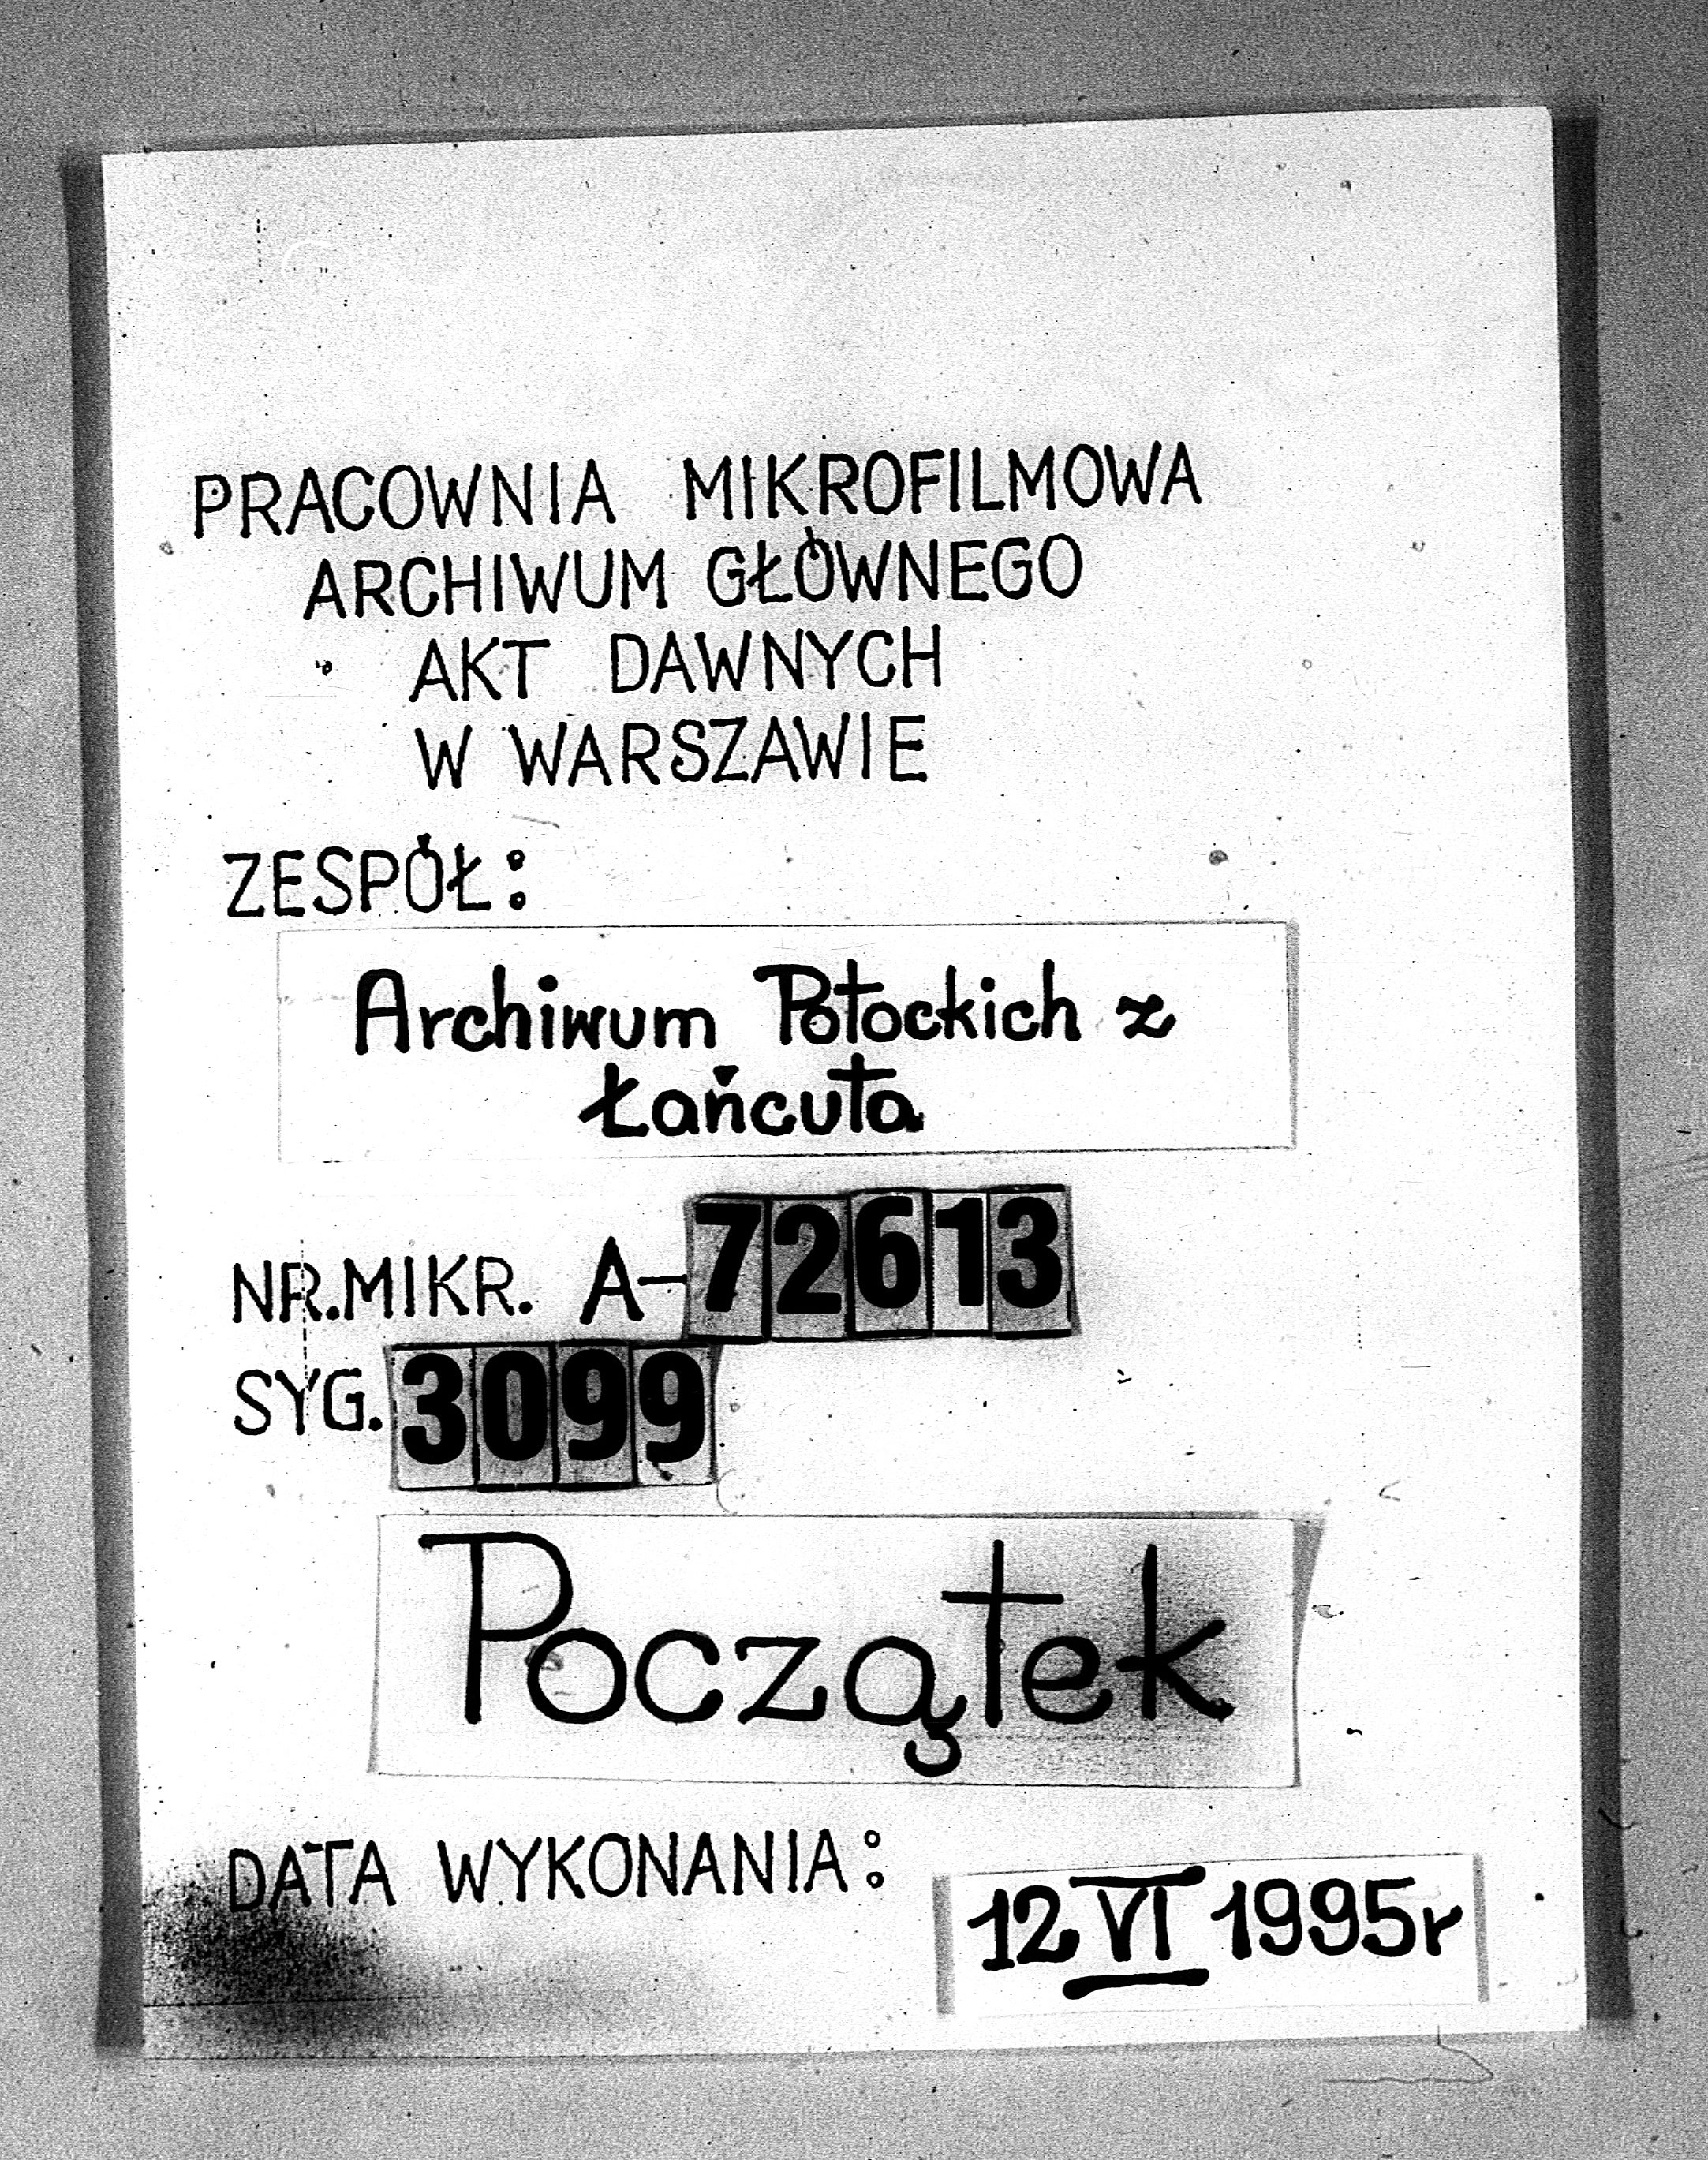 PRACOWNIA MIKROFILMOWA
ARCHIWUM GŁÓWNEGO
AKT DAWNYCH
W WARSZAWIE
ZESPÓŁ:
Archiwum Potockich z
Łańcuta
NR.MIKR. A-72613
SYG. 3099
Początek
DATA WYKONANIA: 12 VI 1995r